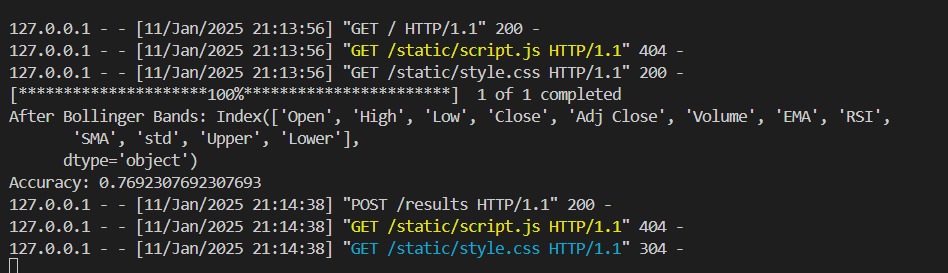 127.0.0.1 - - [11/Jan/2025 21:13:56] "GET / HTTP/1.1" 200 -
127.0.0.1 - - [11/Jan/2025 21:13:56] "GET /static/script.js HTTP/1.1" 404 -
127.0.0.1 - - [11/Jan/2025 21:13:56] "GET /static/style.css HTTP/1.1" 200 -
[*********************100%***********************]  1 of 1 completed
After Bollinger Bands: Index(['Open', 'High', 'Low', 'Close', 'Adj Close', 'Volume', 'EMA', 'RSI',
       'SMA', 'std', 'Upper', 'Lower'],
      dtype='object')
Accuracy: 0.7692307692307693
127.0.0.1 - - [11/Jan/2025 21:14:38] "POST /results HTTP/1.1" 200 -
127.0.0.1 - - [11/Jan/2025 21:14:38] "GET /static/script.js HTTP/1.1" 404 -
127.0.0.1 - - [11/Jan/2025 21:14:38] "GET /static/style.css HTTP/1.1" 304 -